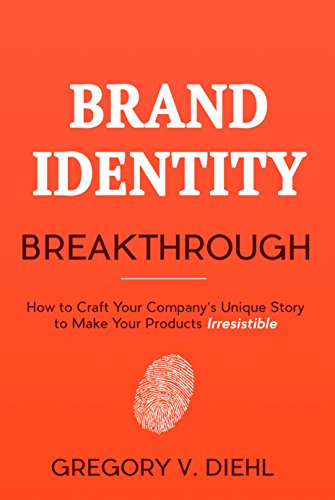 BRAND
IDENTITY
BREAKTHROUGH
How to Craft Your Company's Unique Story
to Make Your Products Irresistible
GREGORY V. DIEHL